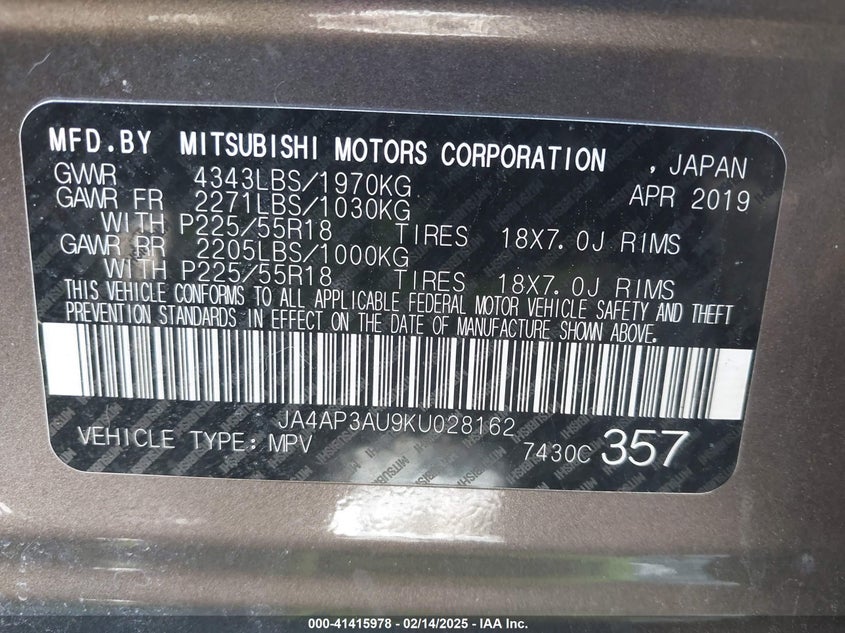 MFD.BY MITSUBISHI MOTORS CORPORATION , JAPAN
GVWR 4343LBS/1970KG APR 2019
GAWR FR 2271LBS/1030KG
WITH P225/55R18 TIRES 18X7.0J RIMS
GAWR RR 2205LBS/1000KG
WITH P225/55R18 TIRES 18X7.0J RIMS
THIS VEHICLE CONFORMS TO ALL APPLICABLE FEDERAL MOTOR VEHICLE SAFETY AND THEFT
PREVENTION STANDARDS IN EFFECT ON THE DATE OF MANUFACTURE SHOWN ABOVE.
JA4AP3AU9KU028162
VEHICLE TYPE: MPV 7430C 357
000-41415978 - 02/14/2025 - IAA Inc.